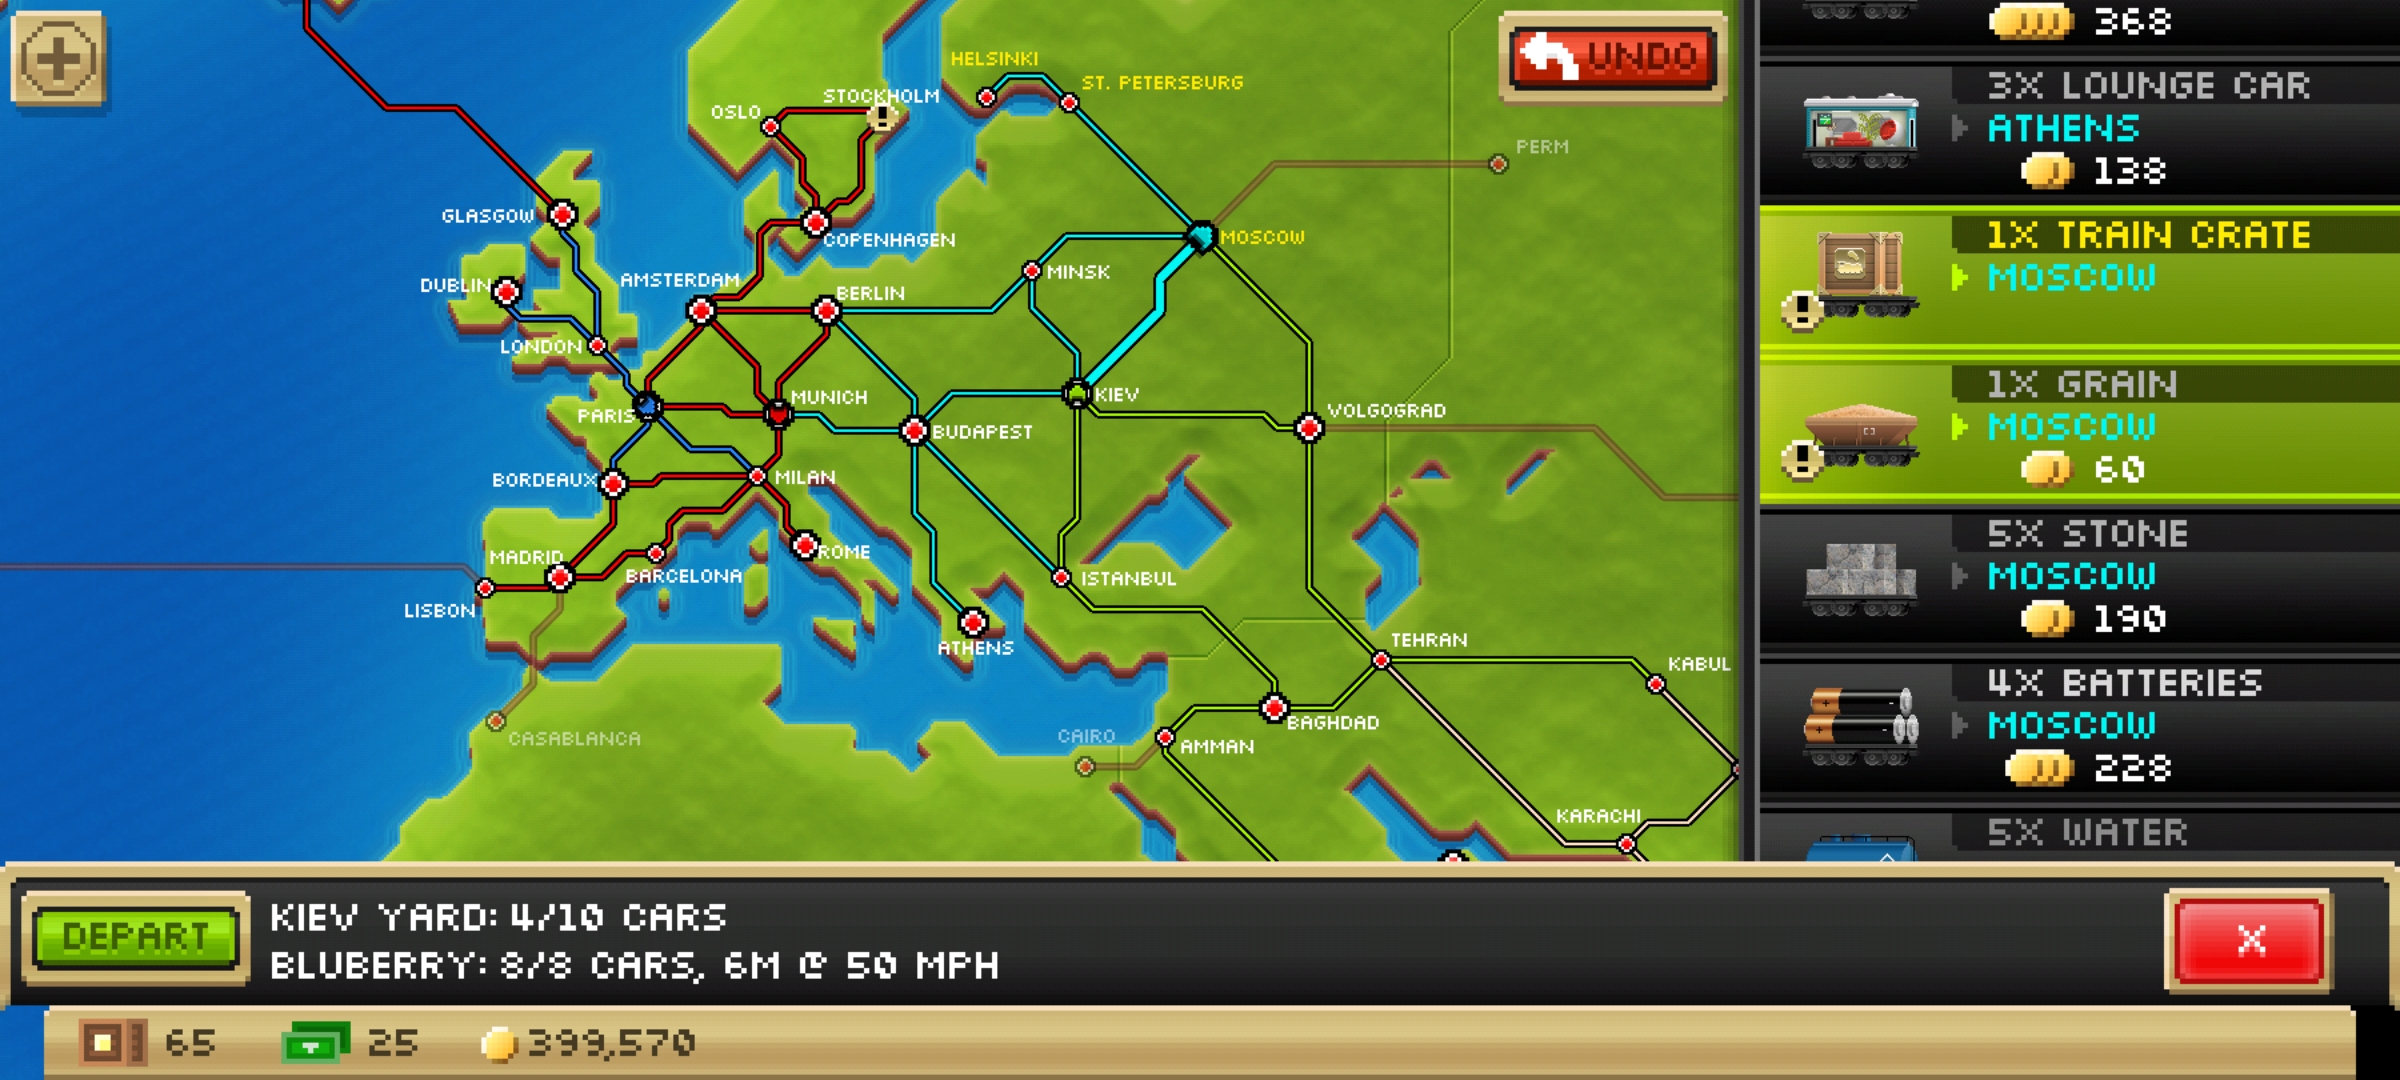 HELSINKI
ST. PETERSBURG
UNDO
STOCKHOLM
OSLO
PERM
GLASGOW
COPENHAGEN
MOSCOW
DUBLIN
AMSTERDAM
BERLIN
MINSK
LONDON
PARIS
MUNICH
KIEV
VOLGOGRAD
BUDAPEST
BORDEAUX
MILAN
MADRID
ROME
BARCELONA
ISTANBUL
LISBON
ATHENS
TEHRAN
KABUL
CASABLANCA
CAIRO
AMMAN
BAGHDAD
KARACHI
368
3X LOUNGE CAR
ATHENS
138
1X TRAIN CRATE
MOSCOW
1X GRAIN
MOSCOW
60
5X STONE
MOSCOW
190
4X BATTERIES
MOSCOW
228
5X WATER
DEPART
KIEV YARD: 4/10 CARS
BLUBERRY: 8/8 CARS, 6M @ 50 MPH
X
65
25
399,570